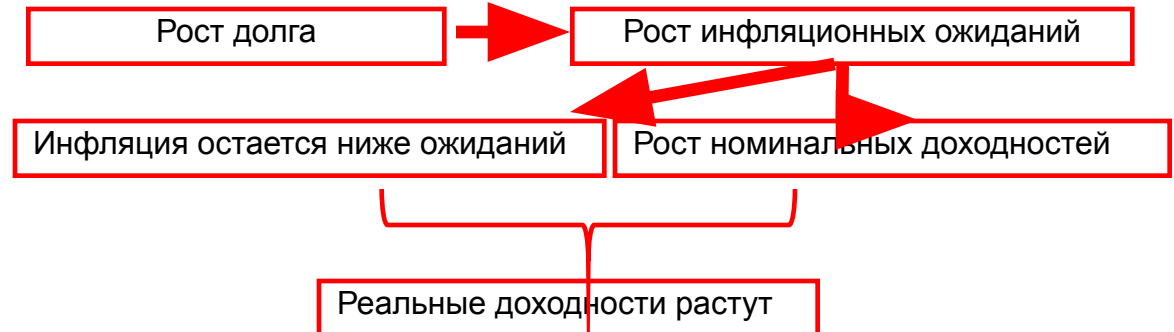 Рост долга
Рост инфляционных ожиданий
Инфляция остается ниже ожиданий
Рост номинальных доходностей
Реальные доходности растут